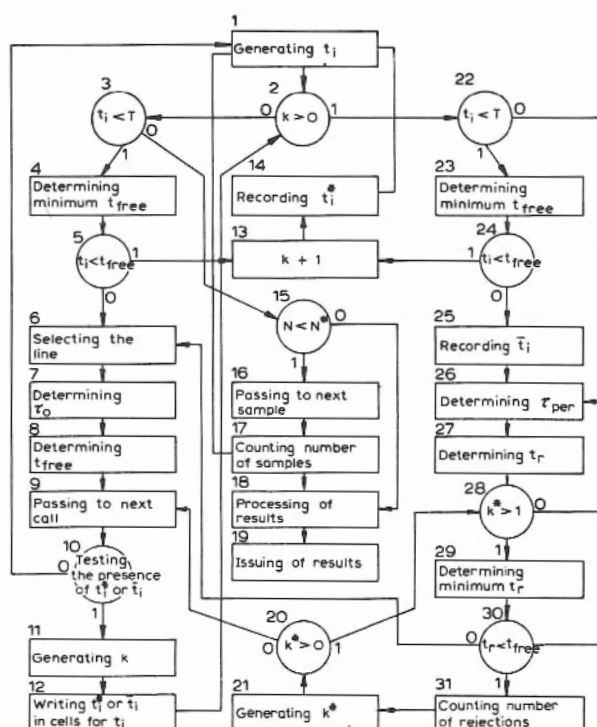 1
Generating tᵢ
2
k>0
0
1
3
tᵢ<T
0
1
4
Determining
minimum t_free
5
tᵢ<t_free
1
0
6
Selecting the
line
7
Determining
τ₀
8
Determining
t_free
9
Passing to next
call
10
Testing
the presence
of tᵢ* or t̄ᵢ
0
1
11
Generating k
12
Writing tᵢ* or t̄ᵢ
in cells for tᵢ
14
Recording tᵢ*
13
k + 1
15
N<N*
0
1
16
Passing to next
sample
17
Counting number
of samples
18
Processing of
results
19
Issuing of results
20
k*>0
0
1
21
Generating k*
22
tᵢ<T
0
1
23
Determining
minimum t_free
24
tᵢ<t_free
1
0
25
Recording t̄ᵢ
26
Determining τ_per
27
Determining t_r
28
k*>1
0
1
29
Determining
minimum t_r
30
t_r<t_free
0
1
31
Counting number
of rejections